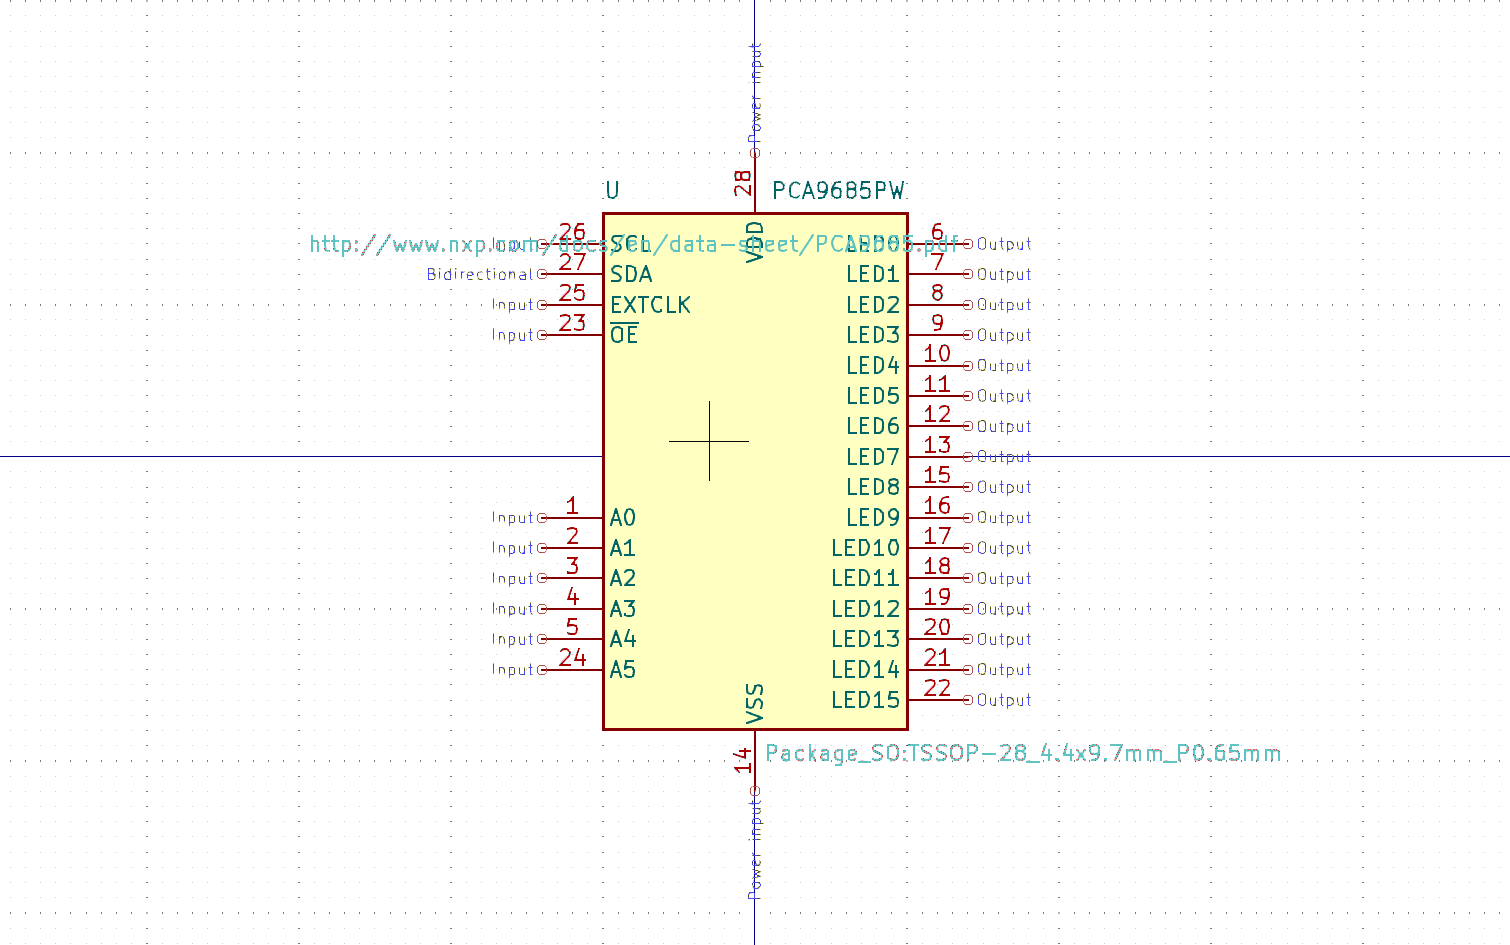 Power input
28
U PCA9685PW
VDD
http://www.nxp.com/docs/en/data-sheet/PCA9685.pdf
Input 26 SCL LED0 6 Output
Bidirectional 27 SDA LED1 7 Output
Input 25 EXTCLK LED2 8 Output
Input 23 OE LED3 9 Output
LED4 10 Output
LED5 11 Output
LED6 12 Output
LED7 13 Output
LED8 15 Output
Input 1 A0 LED9 16 Output
Input 2 A1 LED10 17 Output
Input 3 A2 LED11 18 Output
Input 4 A3 LED12 19 Output
Input 5 A4 LED13 20 Output
Input 24 A5 LED14 21 Output
LED15 22 Output
VSS
14
Package_SO:TSSOP-28_4.4x9.7mm_P0.65mm
Power input